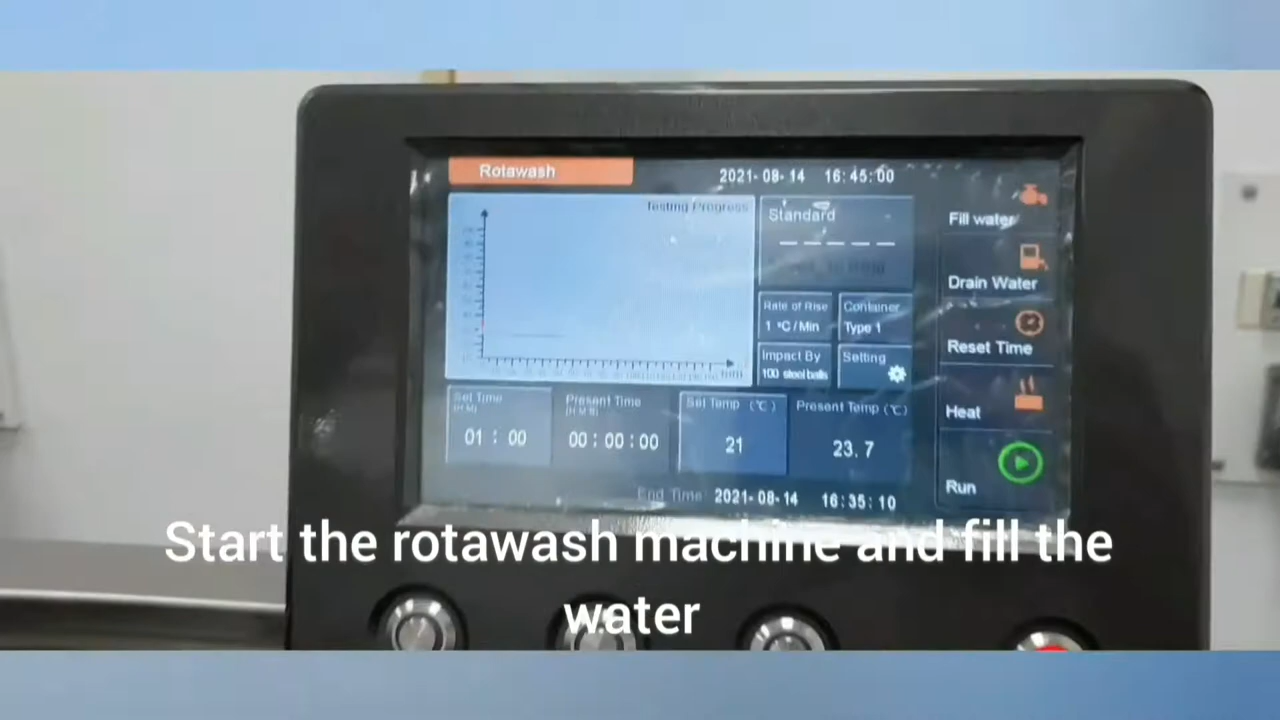 Rotawash
2021-08-14 16:45:00
Testing Progress
Standard
_ _ _ _ _
Fill water
Drain Water
Rate of Rise
1 °C/Min
Container
Type 1
Reset Time
Impact By
100 steel balls
Setting
Set Time
(H:M)
01 : 00
Present Time
(H:M:S)
00:00:00
Set Temp (℃)
21
Present Temp (℃)
23.7
Heat
Run
End Time 2021-08-14 16:35:10
Start the rotawash machine and fill the
water